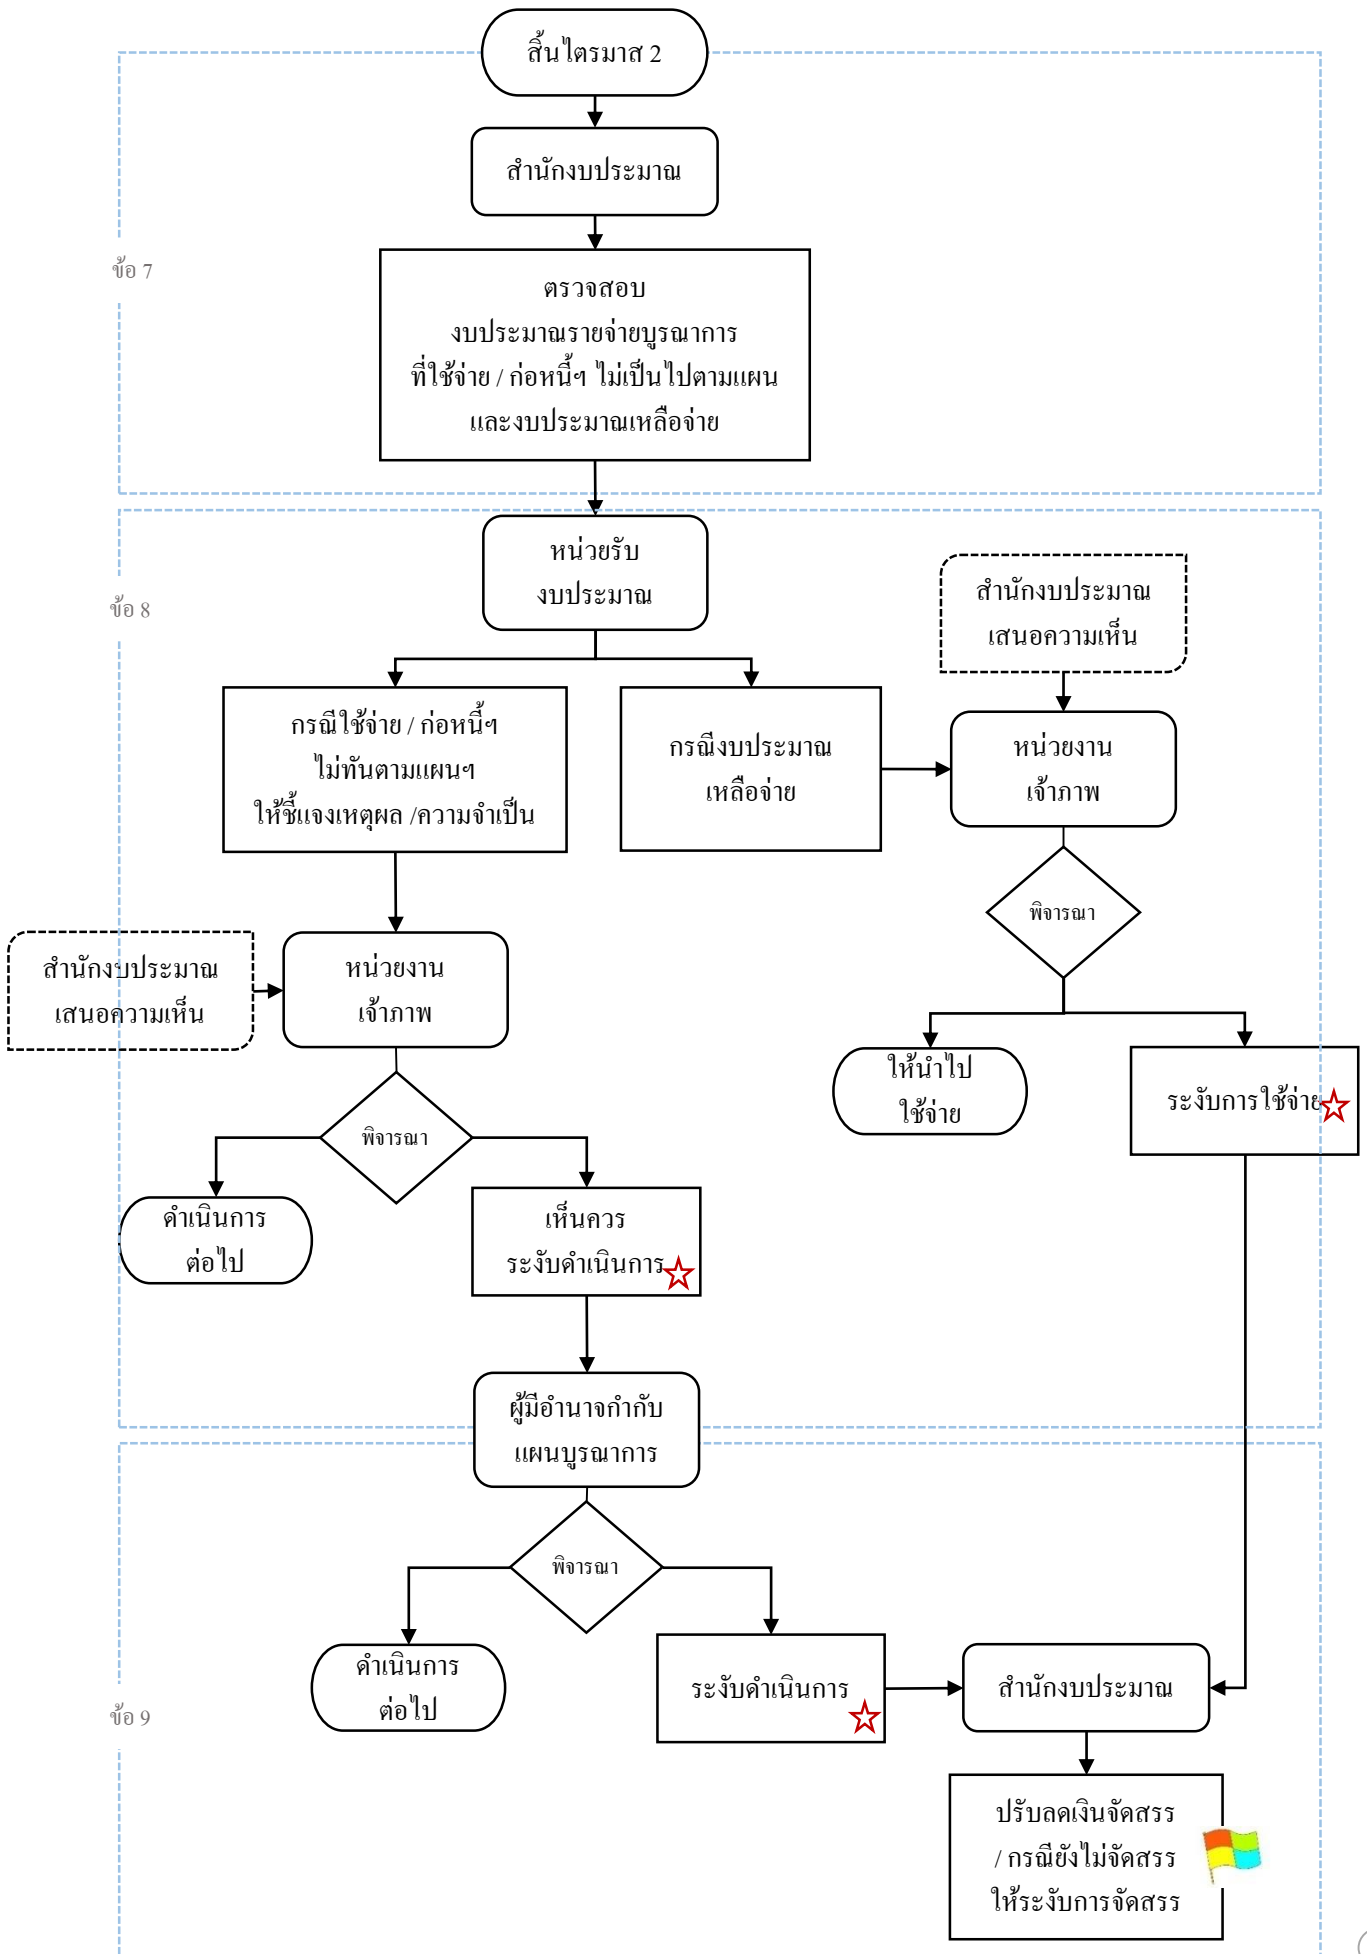 สิ้นไตรมาส 2
สำนักงบประมาณ
ข้อ 7
ตรวจสอบ
งบประมาณรายจ่ายบูรณาการ
ที่ใช้จ่าย / ก่อหนี้ฯ ไม่เป็นไปตามแผน
และงบประมาณเหลือจ่าย
ข้อ 8
หน่วยรับ
งบประมาณ
สำนักงบประมาณ
เสนอความเห็น
กรณีใช้จ่าย / ก่อหนี้ฯ
ไม่ทันตามแผนฯ
ให้ชี้แจงเหตุผล /ความจำเป็น
กรณีงบประมาณ
เหลือจ่าย
หน่วยงาน
เจ้าภาพ
พิจารณา
สำนักงบประมาณ
เสนอความเห็น
หน่วยงาน
เจ้าภาพ
ให้นำไป
ใช้จ่าย
ระงับการใช้จ่าย
พิจารณา
ดำเนินการ
ต่อไป
เห็นควร
ระงับดำเนินการ
ผู้มีอำนาจกำกับ
แผนบูรณาการ
พิจารณา
ข้อ 9
ดำเนินการ
ต่อไป
ระงับดำเนินการ
สำนักงบประมาณ
ปรับลดเงินจัดสรร
/ กรณียังไม่จัดสรร
ให้ระงับการจัดสรร